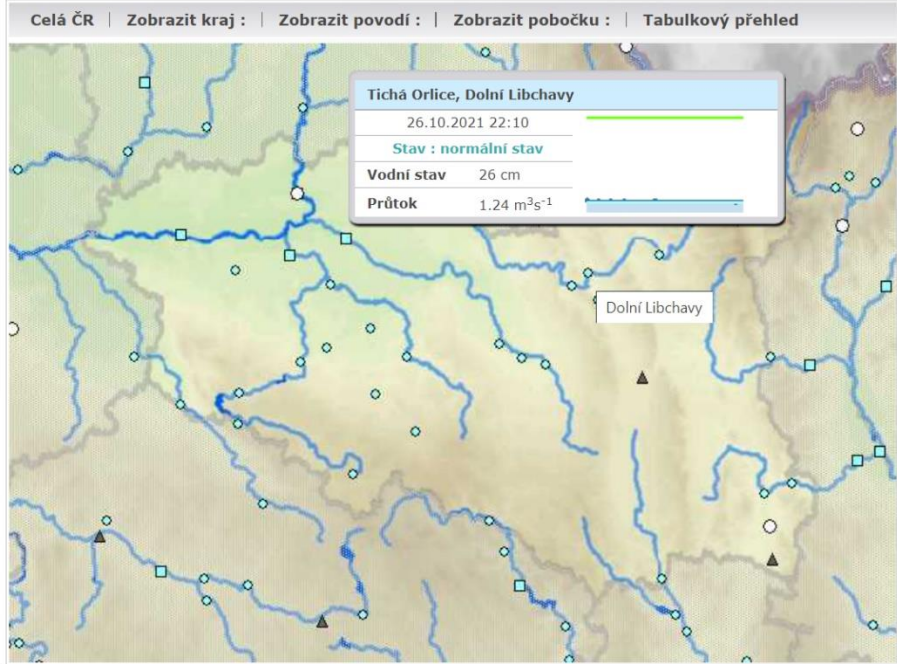 Celá ČR | Zobrazit kraj : | Zobrazit povodí : | Zobrazit pobočku : | Tabulkový přehled
Tichá Orlice, Dolní Libchavy
26.10.2021 22:10
Stav : normální stav
Vodní stav 26 cm
Průtok 1.24 m³s⁻¹
Dolní Libchavy